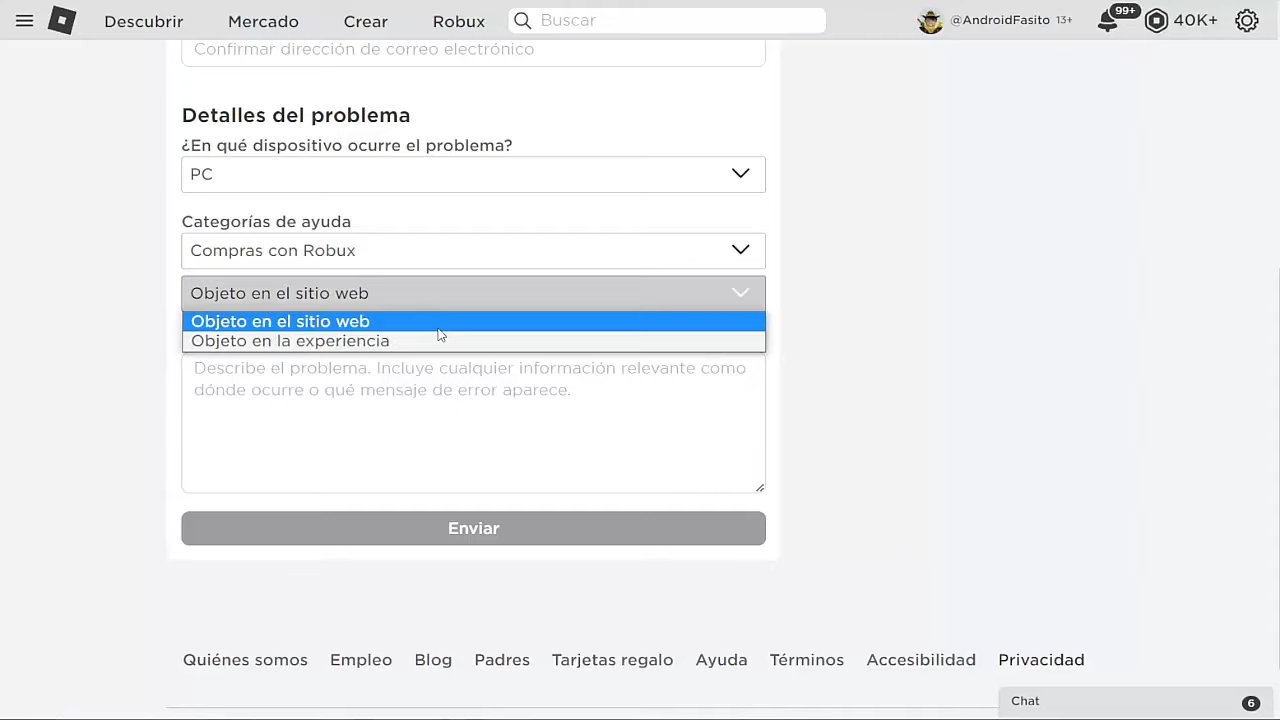 Descubrir Mercado Crear Robux Buscar @AndroidFasito 13+ 99+ 40K+
Confirmar dirección de correo electrónico
Detalles del problema
¿En qué dispositivo ocurre el problema?
PC
Categorías de ayuda
Compras con Robux
Objeto en el sitio web
Objeto en el sitio web
Objeto en la experiencia
Describe el problema. Incluye cualquier información relevante como
dónde ocurre o qué mensaje de error aparece.
Enviar
Quiénes somos Empleo Blog Padres Tarjetas regalo Ayuda Términos Accesibilidad Privacidad
Chat 6